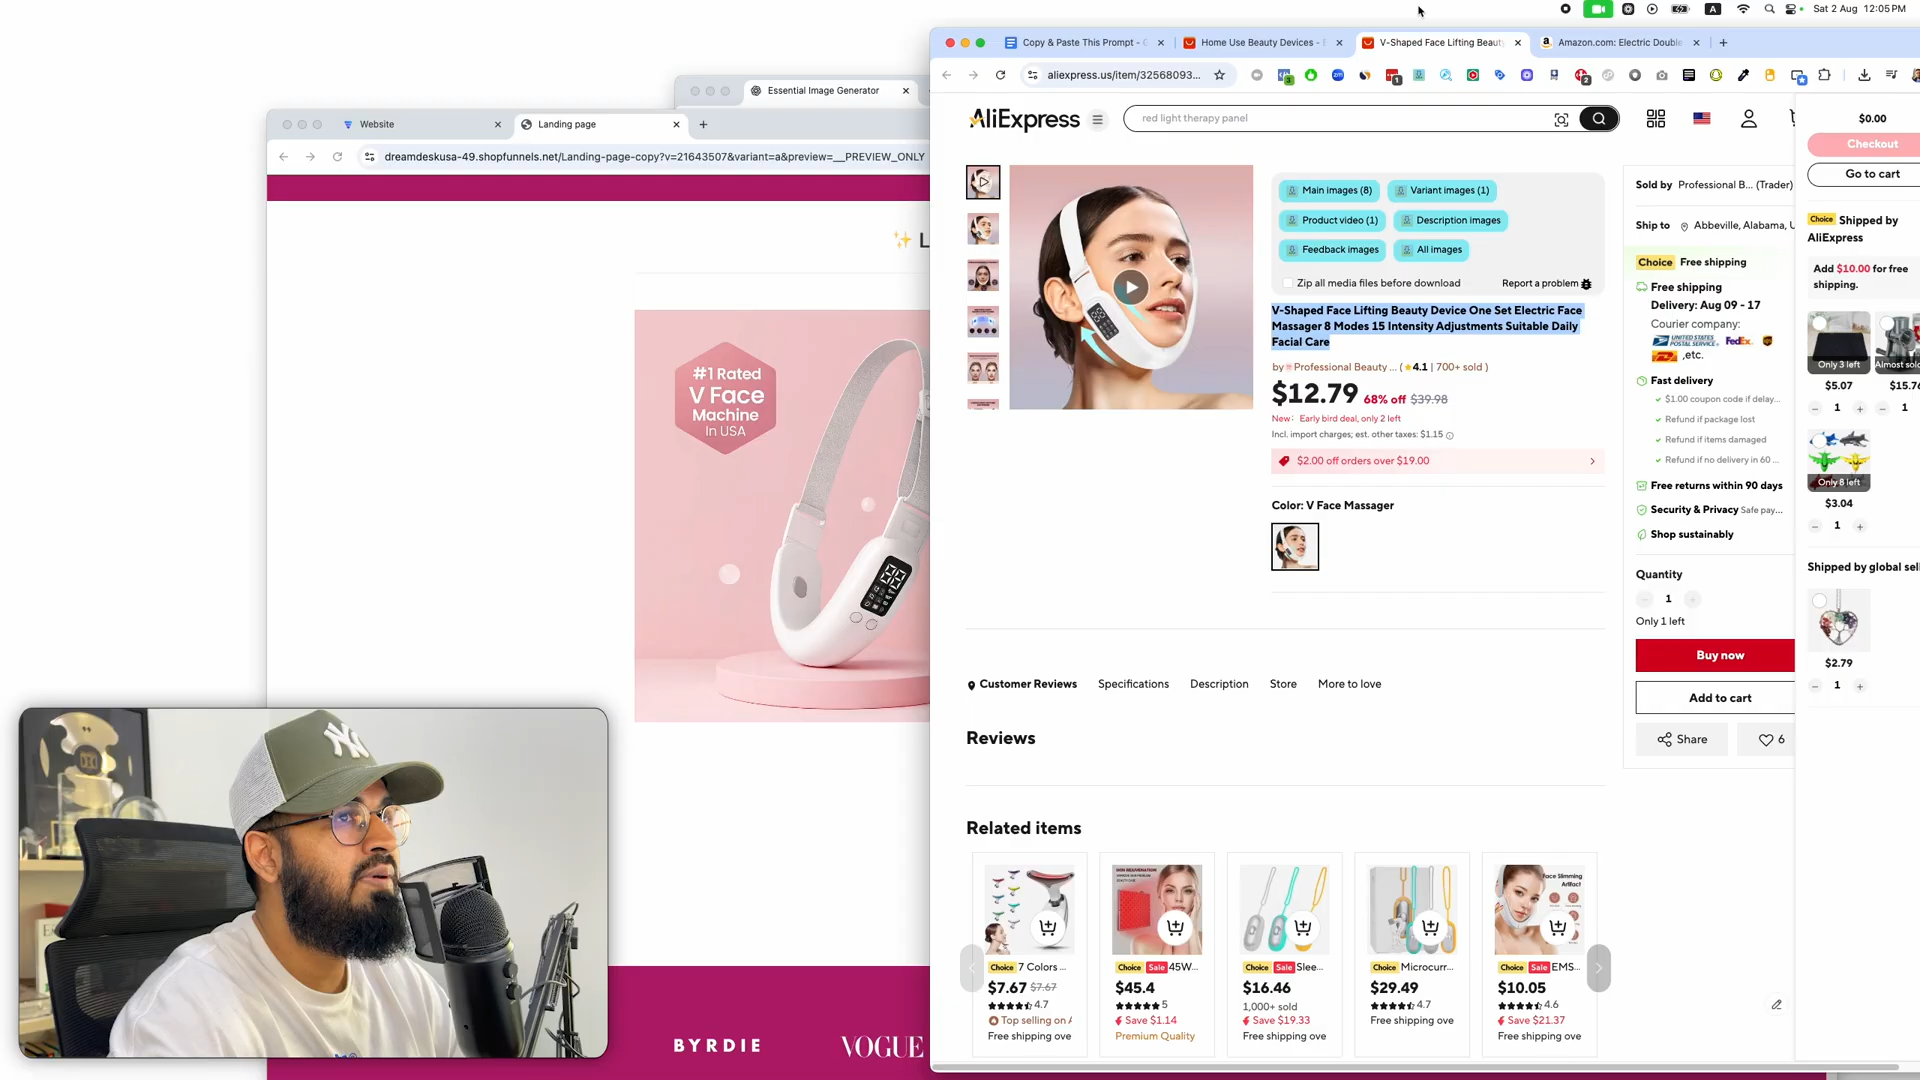 Sat 2 Aug 12:05 PM
Copy & Paste This Prompt - G
Home Use Beauty Devices -
V-Shaped Face Lifting Beauty
Amazon.com: Electric Double
aliexpress.us/item/32568093...
Essential Image Generator
Website
Landing page
dreamdeskusa-49.shopfunnels.net/Landing-page-copy?v=21643507&variant=a&preview=__PREVIEW_ONLY
✨ L
#1 Rated
V Face
Machine
In USA
BYRDIE
VOGUE
AliExpress
red light therapy panel
Main images (8)
Variant images (1)
Product video (1)
Description images
Feedback images
All images
Zip all media files before download
Report a problem
V-Shaped Face Lifting Beauty Device One Set Electric Face
Massager 8 Modes 15 Intensity Adjustments Suitable Daily
Facial Care
by Professional Beauty ... ( 4.1 | 700+ sold )
$12.79 68% off $39.98
New: Early bird deal, only 2 left
Incl. import charges; est. other taxes: $1.15
$2.00 off orders over $19.00
Color: V Face Massager
Customer Reviews
Specifications
Description
Store
More to love
Reviews
Related items
Choice 7 Colors ...
$7.67 $7.67
4.7
Top selling on A
Free shipping ove
SKIN REJUVENATION
Choice Sale 45W...
$45.4
5
Save $1.14
Premium Quality
Choice Sale Slee...
$16.46
1,000+ sold
Save $19.33
Free shipping ove
Choice Microcurr...
$29.49
4.7
Free shipping ove
Face Slimming
Artifact
Choice Sale EMS...
$10.05
4.6
Save $21.37
Free shipping ove
Sold by Professional B... (Trader)
Ship to Abbeville, Alabama, U
Choice Free shipping
Free shipping
Delivery: Aug 09 - 17
Courier company:
FedEx
,etc.
Fast delivery
$1.00 coupon code if delay...
Refund if package lost
Refund if items damaged
Refund if no delivery in 60 ...
Free returns within 90 days
Security & Privacy Safe pay...
Shop sustainably
Quantity
1
Only 1 left
Buy now
Add to cart
Share
6
$0.00
Checkout
Go to cart
Choice Shipped by
AliExpress
Add $10.00 for free
shipping.
Only 3 left
Almost sol
$5.07
$15.76
1
1
Only 8 left
$3.04
1
Shipped by global sell
$2.79
1